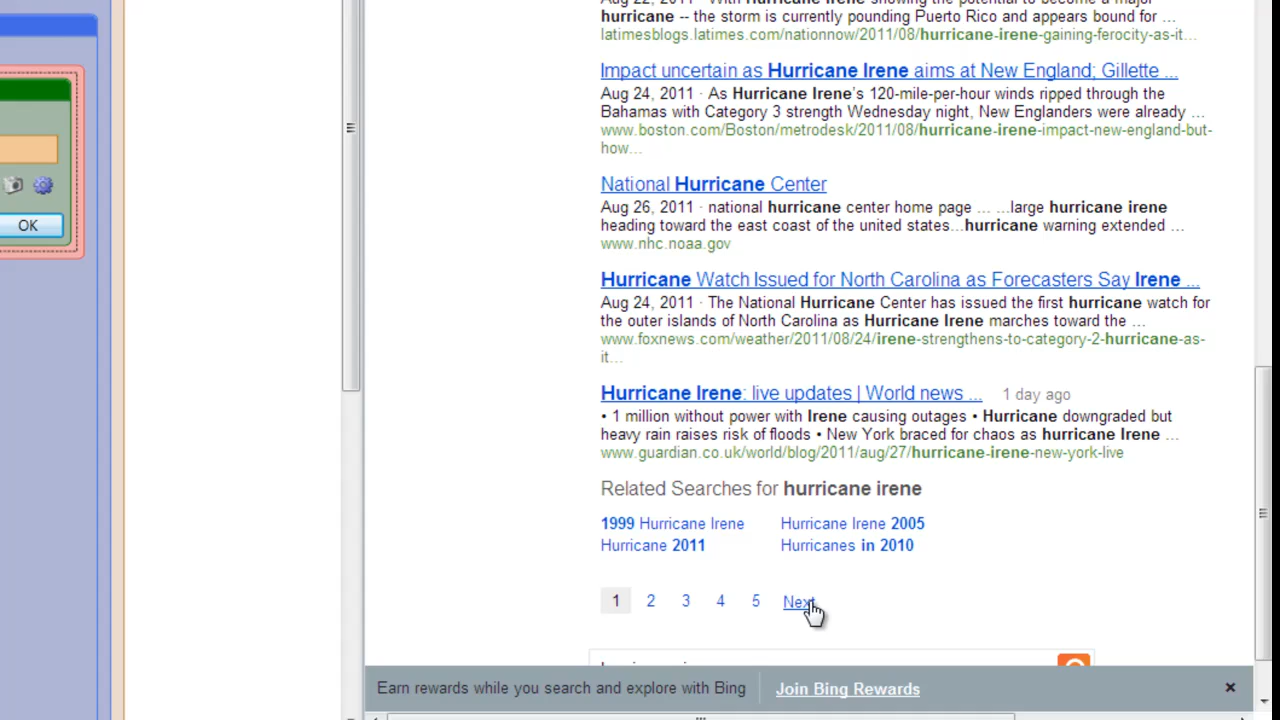 hurricane -- the storm is currently pounding Puerto Rico and appears bound for ...
latimesblogs.latimes.com/nationnow/2011/08/hurricane-irene-gaining-ferocity-as-it...
Impact uncertain as Hurricane Irene aims at New England; Gillette ...
Aug 24, 2011 · As Hurricane Irene's 120-mile-per-hour winds ripped through the
Bahamas with Category 3 strength Wednesday night, New Englanders were already ...
www.boston.com/Boston/metrodesk/2011/08/hurricane-irene-impact-new-england-but-
how...
National Hurricane Center
Aug 26, 2011 · national hurricane center home page ... ...large hurricane irene
heading toward the east coast of the united states...hurricane warning extended ...
www.nhc.noaa.gov
OK
Hurricane Watch Issued for North Carolina as Forecasters Say Irene ...
Aug 24, 2011 · The National Hurricane Center has issued the first hurricane watch for
the outer islands of North Carolina as Hurricane Irene marches toward the ...
www.foxnews.com/weather/2011/08/24/irene-strengthens-to-category-2-hurricane-as-
it...
Hurricane Irene: live updates | World news ... 1 day ago
• 1 million without power with Irene causing outages • Hurricane downgraded but
heavy rain raises risk of floods • New York braced for chaos as hurricane Irene ...
www.guardian.co.uk/world/blog/2011/aug/27/hurricane-irene-new-york-live
Related Searches for hurricane irene
1999 Hurricane Irene Hurricane Irene 2005
Hurricane 2011 Hurricanes in 2010
1 2 3 4 5 Next
Earn rewards while you search and explore with Bing Join Bing Rewards